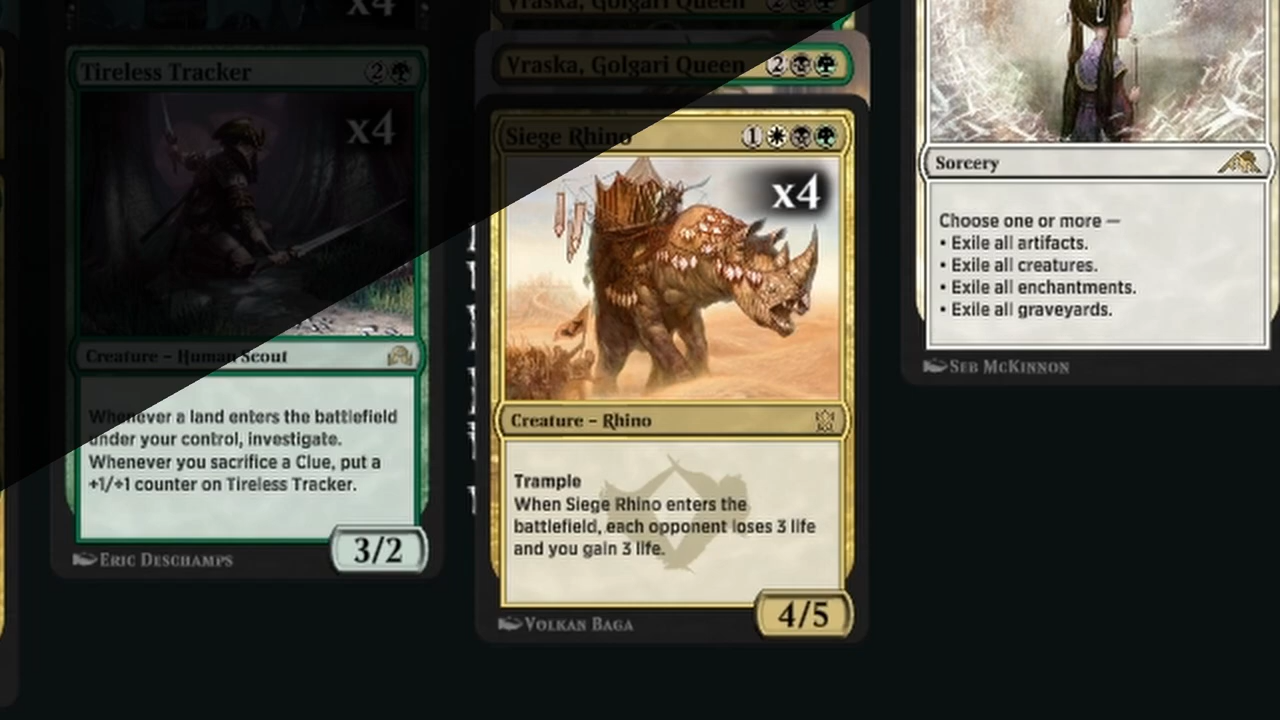 x4
Tireless Tracker 2
x4
Creature – Human Scout
Whenever a land enters the battlefield
under your control, investigate.
Whenever you sacrifice a Clue, put a
+1/+1 counter on Tireless Tracker.
3/2
Eric Deschamps
Vraska, Golgari Queen 2
Vraska, Golgari Queen 2
Siege Rhino 1
x4
Creature – Rhino
Trample
When Siege Rhino enters the
battlefield, each opponent loses 3 life
and you gain 3 life.
4/5
Volkan Baga
Sorcery
Choose one or more —
• Exile all artifacts.
• Exile all creatures.
• Exile all enchantments.
• Exile all graveyards.
Seb McKinnon